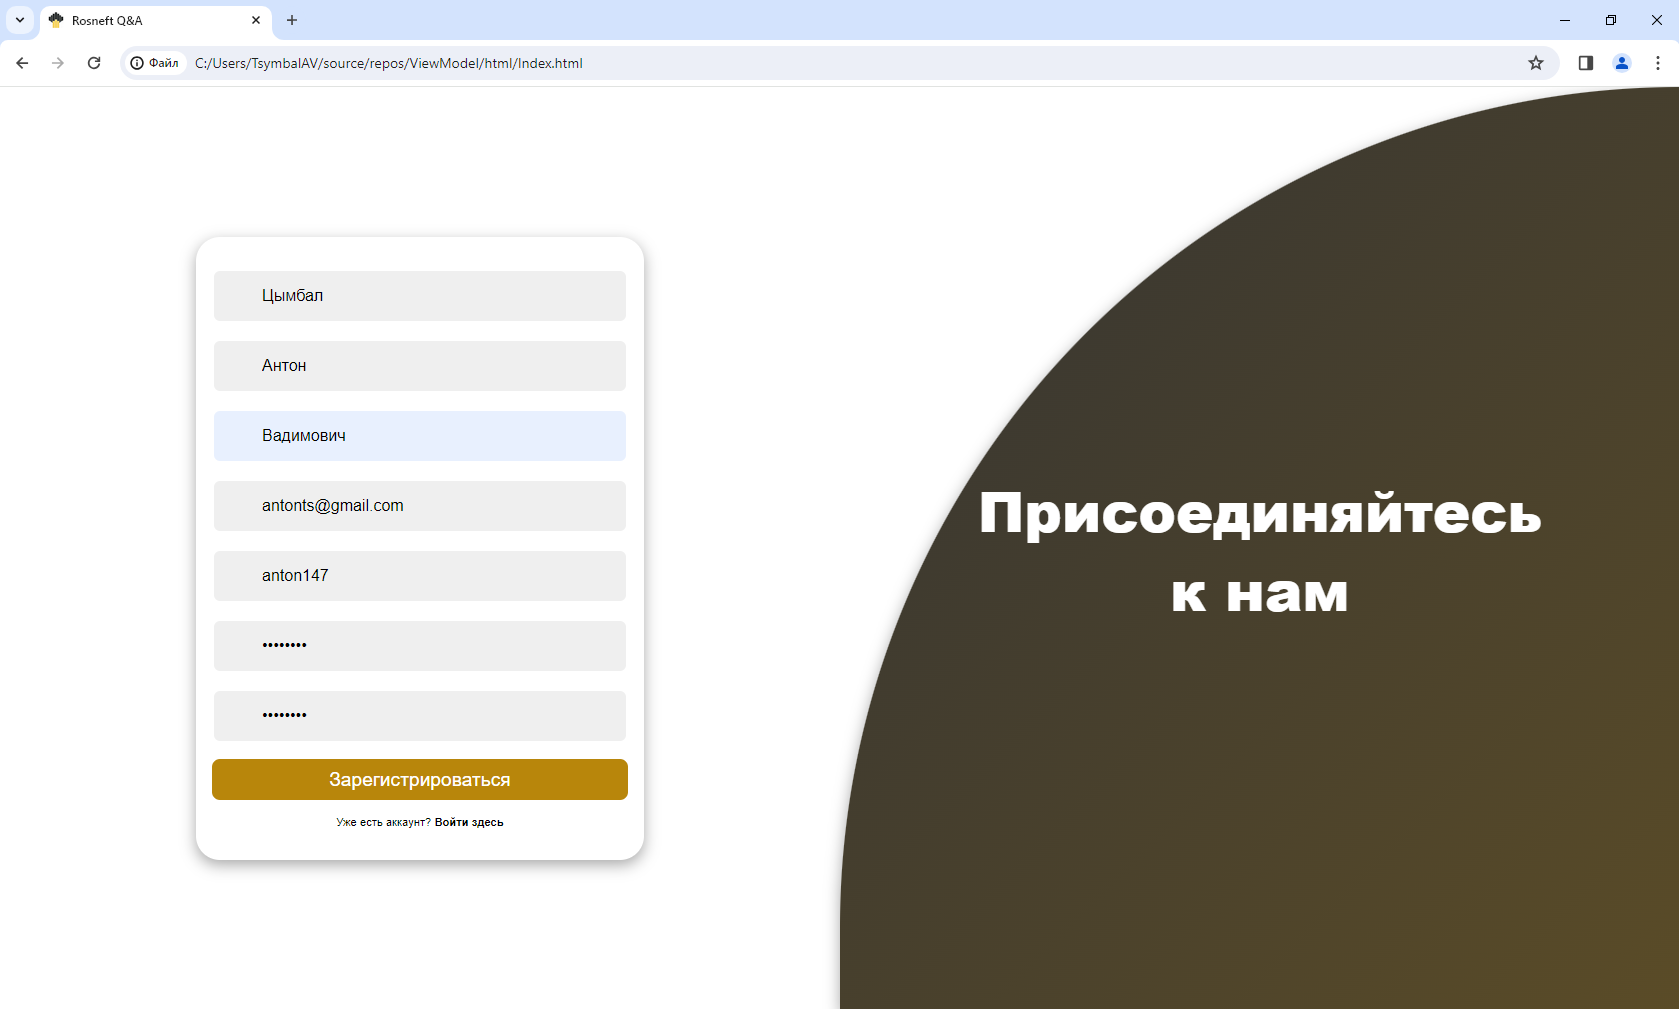 Rosneft Q&A
Файл
C:/Users/TsymbalAV/source/repos/ViewModel/html/Index.html
Цымбал
Антон
Вадимович
antonts@gmail.com
anton147
••••••••
••••••••
Зарегистрироваться
Уже есть аккаунт? Войти здесь
Присоединяйтесь
к нам